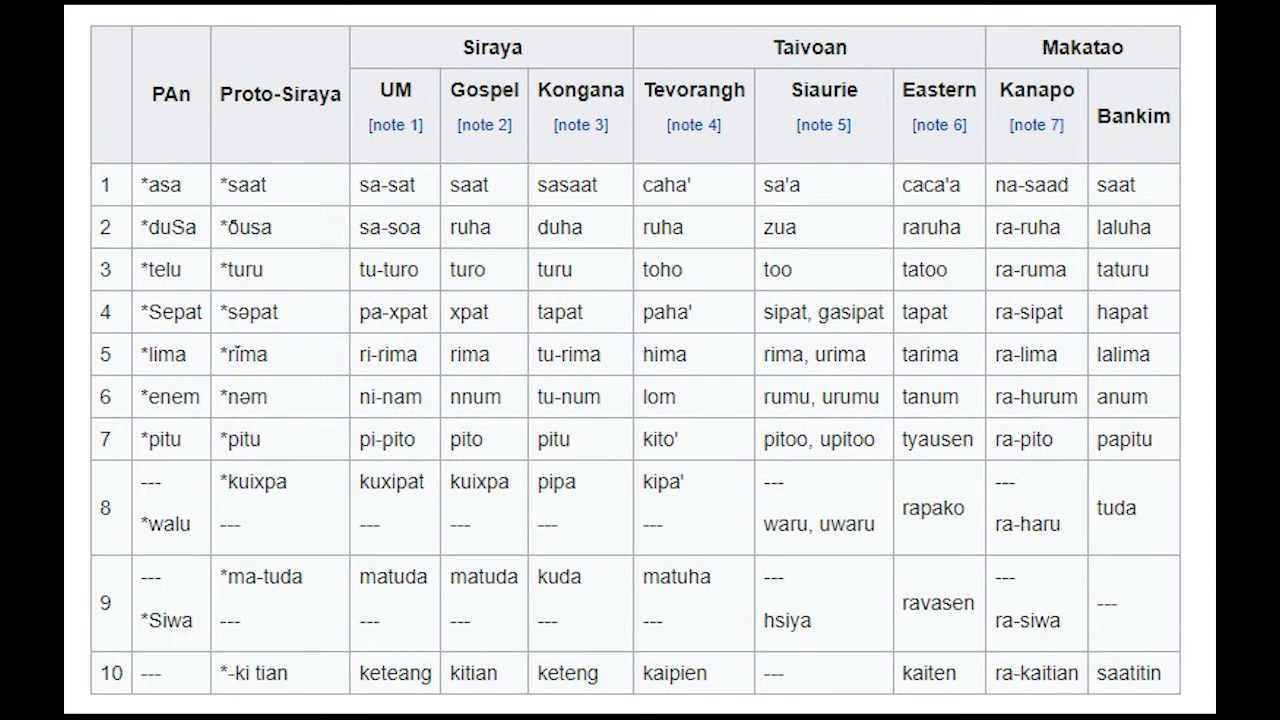 Siraya Taivoan Makatao
PAn Proto-Siraya UM Gospel Kongana Tevorangh Siaurie Eastern Kanapo Bankim
[note 1] [note 2] [note 3] [note 4] [note 5] [note 6] [note 7]
1 *asa *saat sa-sat saat sasaat caha' sa'a caca'a na-saad saat
2 *duSa *ðusa sa-soa ruha duha ruha zua raruha ra-ruha laluha
3 *telu *turu tu-turo turo turu toho too tatoo ra-ruma taturu
4 *Sepat *səpat pa-xpat xpat tapat paha' sipat, gasipat tapat ra-sipat hapat
5 *lima *rĭma ri-rima rima tu-rima hima rima, urima tarima ra-lima lalima
6 *enem *nəm ni-nam nnum tu-num lom rumu, urumu tanum ra-hurum anum
7 *pitu *pitu pi-pito pito pitu kito' pitoo, upitoo tyausen ra-pito papitu
--- *kuixpa kuxipat kuixpa pipa kipa' --- ---
8 rapako tuda
*walu --- --- --- --- --- waru, uwaru ra-haru
--- *ma-tuda matuda matuda kuda matuha --- ---
9 ravasen ---
*Siwa --- --- --- --- --- hsiya ra-siwa
10 --- *-ki tian keteang kitian keteng kaipien --- kaiten ra-kaitian saatitin